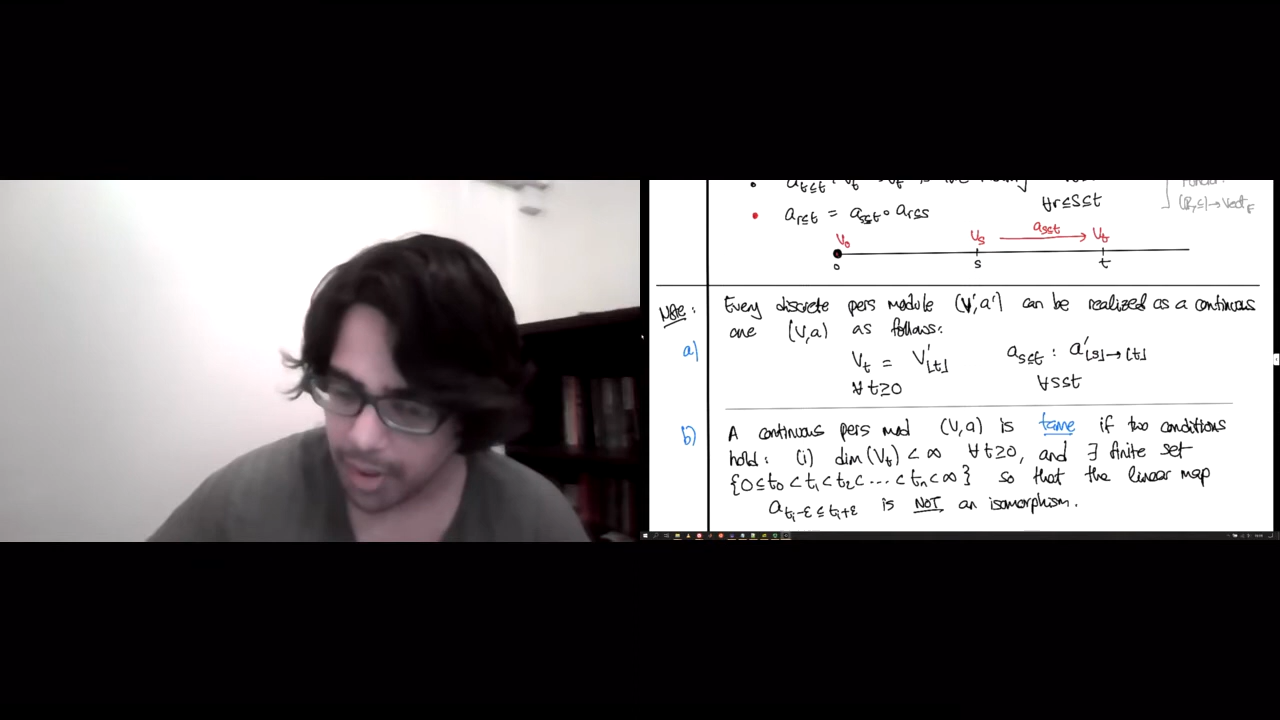 ∀r≤s≤t
(ℝ,≤)→Vect_F
• a_{r≤t} = a_{s≤t} ∘ a_{r≤s}
V_0 V_s a_{s≤t} V_t
0 s t
Note: Every discrete pers module (V',a') can be realized as a continuous
one (V,a) as follows:
a) V_t = V'_{⌊t⌋} a_{s≤t} : a'_{⌊s⌋→⌊t⌋}
∀t≥0 ∀s≤t
b) A continuous pers mod (V,a) is tame if two conditions
hold: (i) dim(V_t) < ∞ ∀t≥0, and ∃ finite set
{0≤t_0<t_1<t_2<...<t_n<∞} so that the linear map
a_{t_i-ε≤t_i+ε} is NOT an isomorphism.